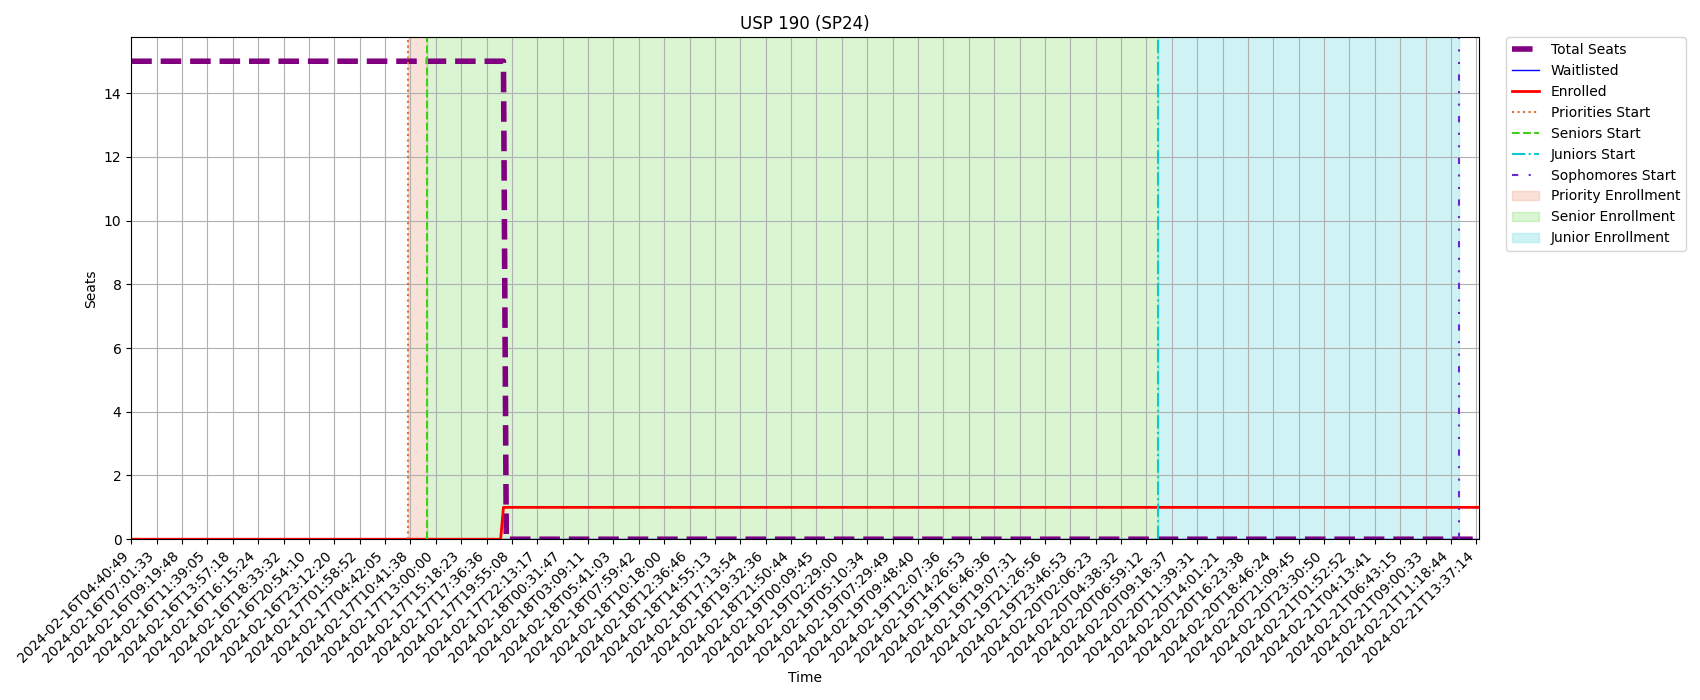 USP 190 (SP24)
Seats
14
12
10
8
6
4
2
0
2024-02-16T04:40:49
2024-02-16T07:01:33
2024-02-16T09:19:48
2024-02-16T11:39:05
2024-02-16T13:57:18
2024-02-16T16:15:24
2024-02-16T18:33:32
2024-02-16T20:54:10
2024-02-16T23:12:20
2024-02-17T01:58:52
2024-02-17T04:42:05
2024-02-17T10:41:38
2024-02-17T13:00:00
2024-02-17T15:18:23
2024-02-17T17:36:36
2024-02-17T19:55:08
2024-02-17T22:13:17
2024-02-18T00:31:47
2024-02-18T03:09:11
2024-02-18T05:41:03
2024-02-18T07:59:42
2024-02-18T10:18:00
2024-02-18T12:36:46
2024-02-18T14:55:13
2024-02-18T17:13:54
2024-02-18T19:32:36
2024-02-18T21:50:44
2024-02-19T00:09:45
2024-02-19T02:29:00
2024-02-19T05:10:34
2024-02-19T07:29:49
2024-02-19T09:48:40
2024-02-19T12:07:36
2024-02-19T14:26:53
2024-02-19T16:46:36
2024-02-19T19:07:31
2024-02-19T21:26:56
2024-02-19T23:46:53
2024-02-20T02:06:23
2024-02-20T04:38:32
2024-02-20T06:59:12
2024-02-20T09:18:37
2024-02-20T11:39:31
2024-02-20T14:01:21
2024-02-20T16:23:38
2024-02-20T18:46:24
2024-02-20T21:09:45
2024-02-20T23:30:50
2024-02-21T01:52:52
2024-02-21T04:13:41
2024-02-21T06:43:15
2024-02-21T09:00:33
2024-02-21T11:18:44
2024-02-21T13:37:14
Time
Total Seats
Waitlisted
Enrolled
Priorities Start
Seniors Start
Juniors Start
Sophomores Start
Priority Enrollment
Senior Enrollment
Junior Enrollment